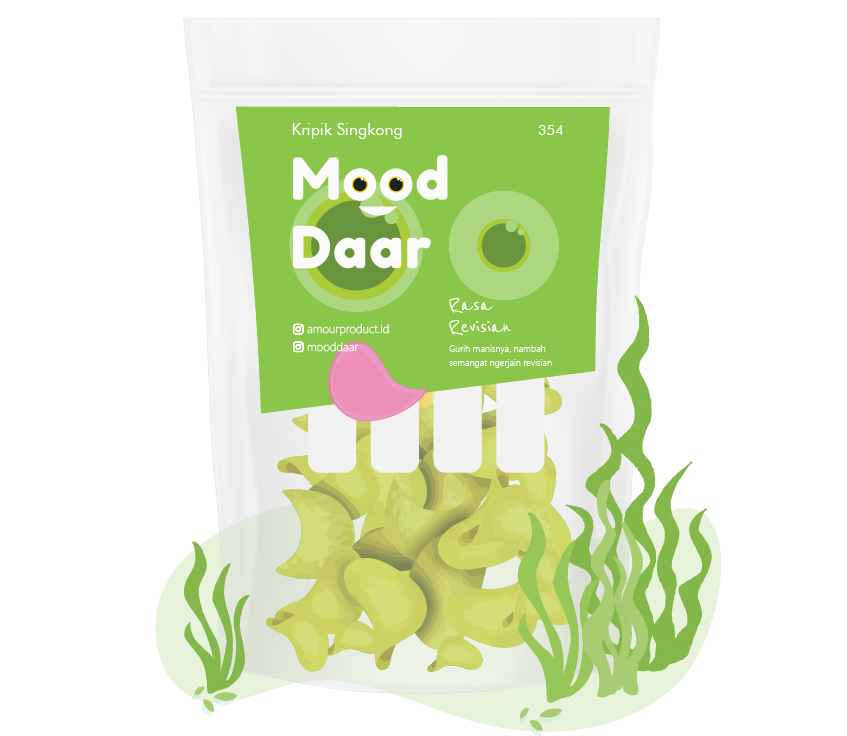 Kripik Singkong
354
Mood
Daar
Rasa
Revisian
amourproduct.id
mooddaar
Gurih manisnya, nambah
semangat ngerjain revisian